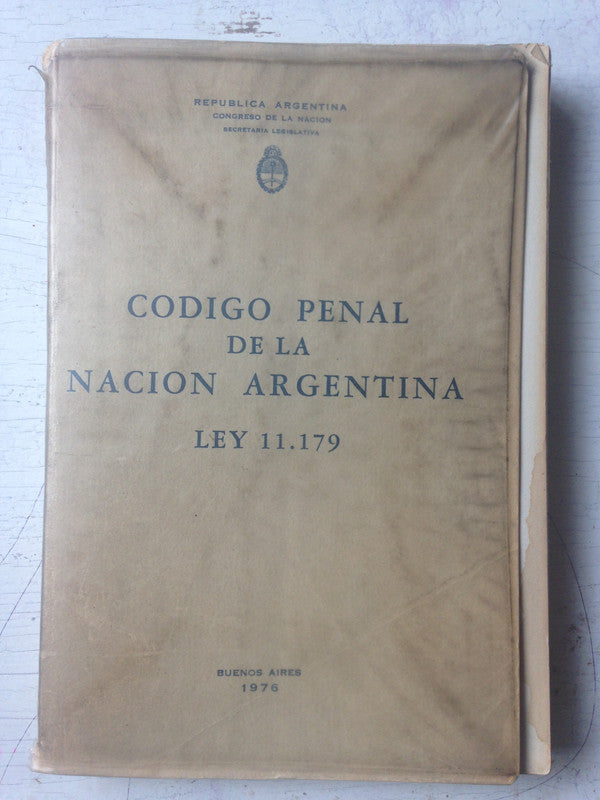 REPUBLICA ARGENTINA
CONGRESO DE LA NACION
SECRETARIA LEGISLATIVA
CODIGO PENAL
DE LA
NACION ARGENTINA
LEY 11.179
BUENOS AIRES
1976